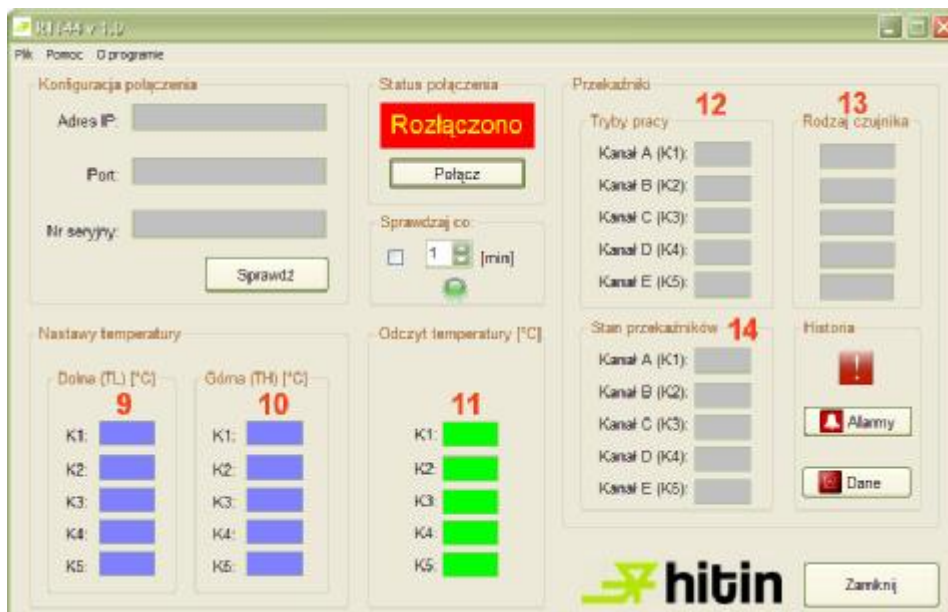 RT544 v 1.0
Plik Pomoc O programie
Konfiguracja połączenia
Adres IP:
Port:
Nr seryjny:
Sprawdź
Status połączenia
Rozłączono
Połącz
Sprawdzaj co:
1 [min]
Przekaźniki
12
Tryby pracy
Kanał A (K1):
Kanał B (K2):
Kanał C (K3):
Kanał D (K4):
Kanał E (K5):
13
Rodzaj czujnika
Nastawy temperatury
Dolna (TL) [°C]
9
K1:
K2:
K3:
K4:
K5:
Górna (TH) [°C]
10
K1:
K2:
K3:
K4:
K5:
Odczyt temperatury [°C]
11
K1:
K2:
K3:
K4:
K5:
Stan przekaźników 14
Kanał A (K1):
Kanał B (K2):
Kanał C (K3):
Kanał D (K4):
Kanał E (K5):
Historia
!
Alarmy
Dane
hitin
Zamknij